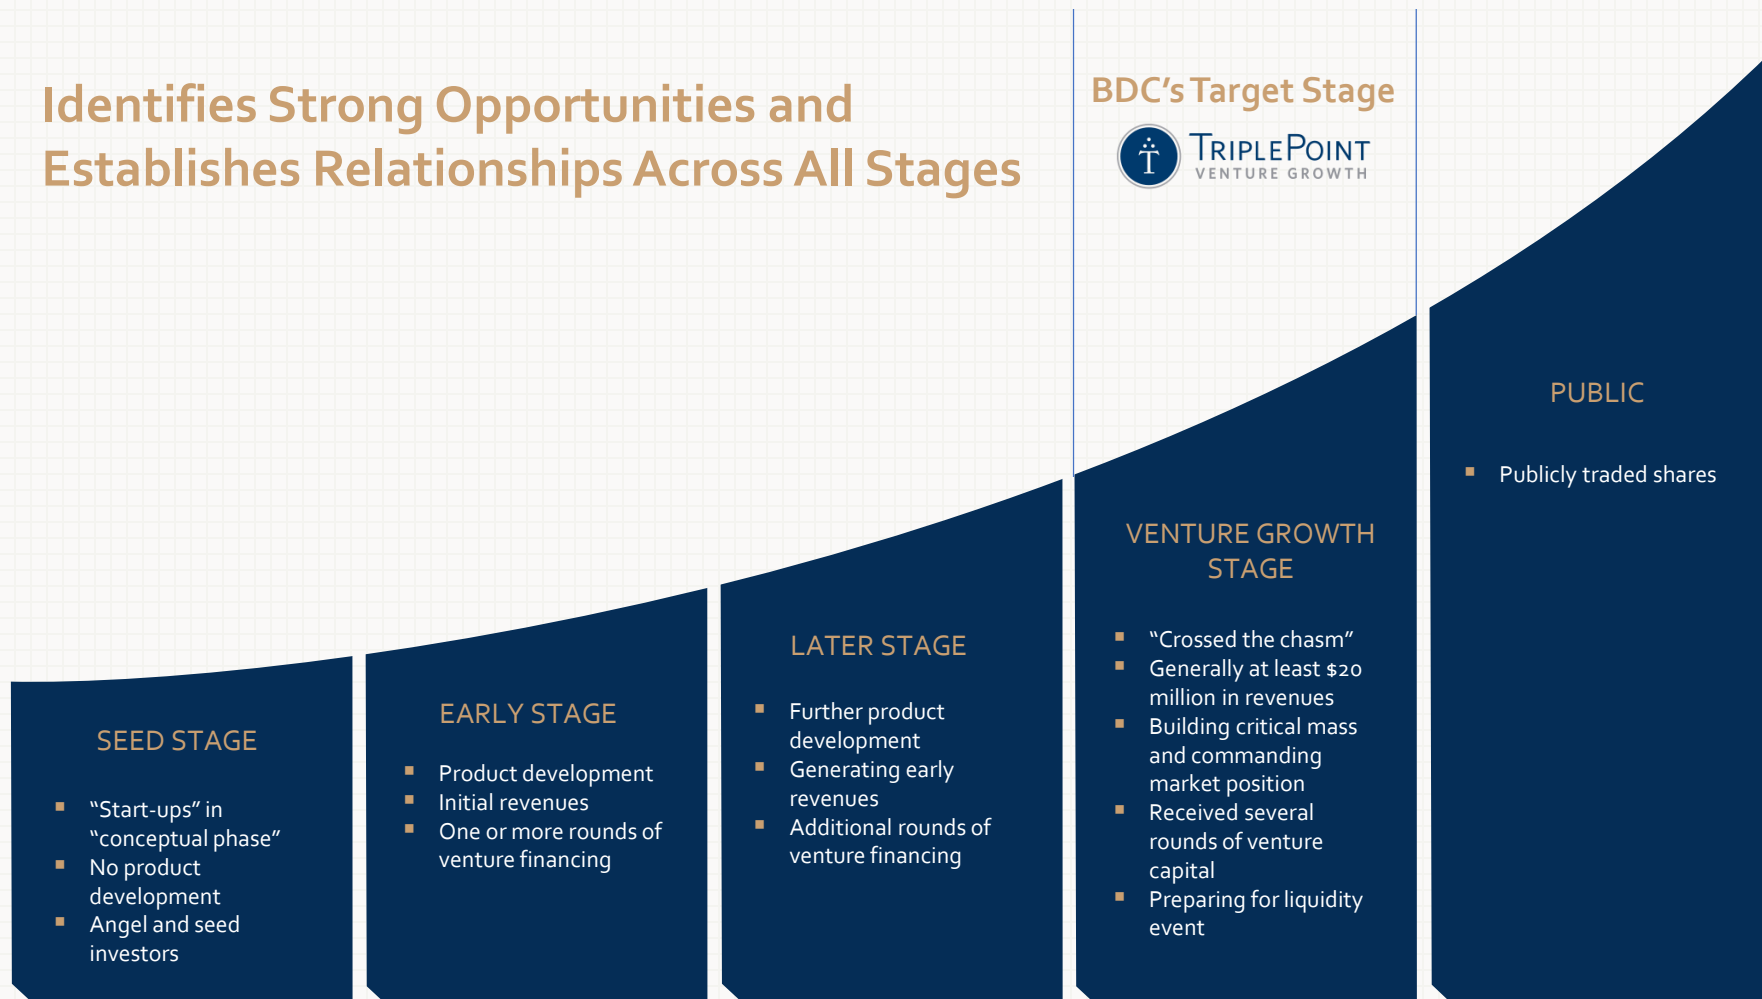 Identifies Strong Opportunities and
Establishes Relationships Across All Stages
BDC’s Target Stage
TRIPLEPOINT
VENTURE GROWTH
SEED STAGE
“Start-ups” in
“conceptual phase”
No product
development
Angel and seed
investors
EARLY STAGE
Product development
Initial revenues
One or more rounds of
venture financing
LATER STAGE
Further product
development
Generating early
revenues
Additional rounds of
venture financing
VENTURE GROWTH
STAGE
“Crossed the chasm”
Generally at least $20
million in revenues
Building critical mass
and commanding
market position
Received several
rounds of venture
capital
Preparing for liquidity
event
PUBLIC
Publicly traded shares